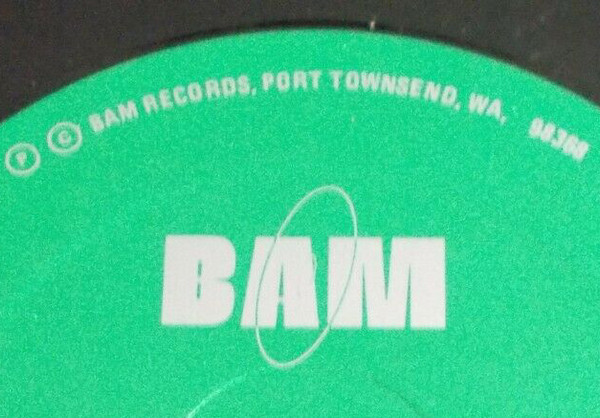 Ⓟ Ⓒ BAM RECORDS, PORT TOWNSEND, WA, 98368
BAM